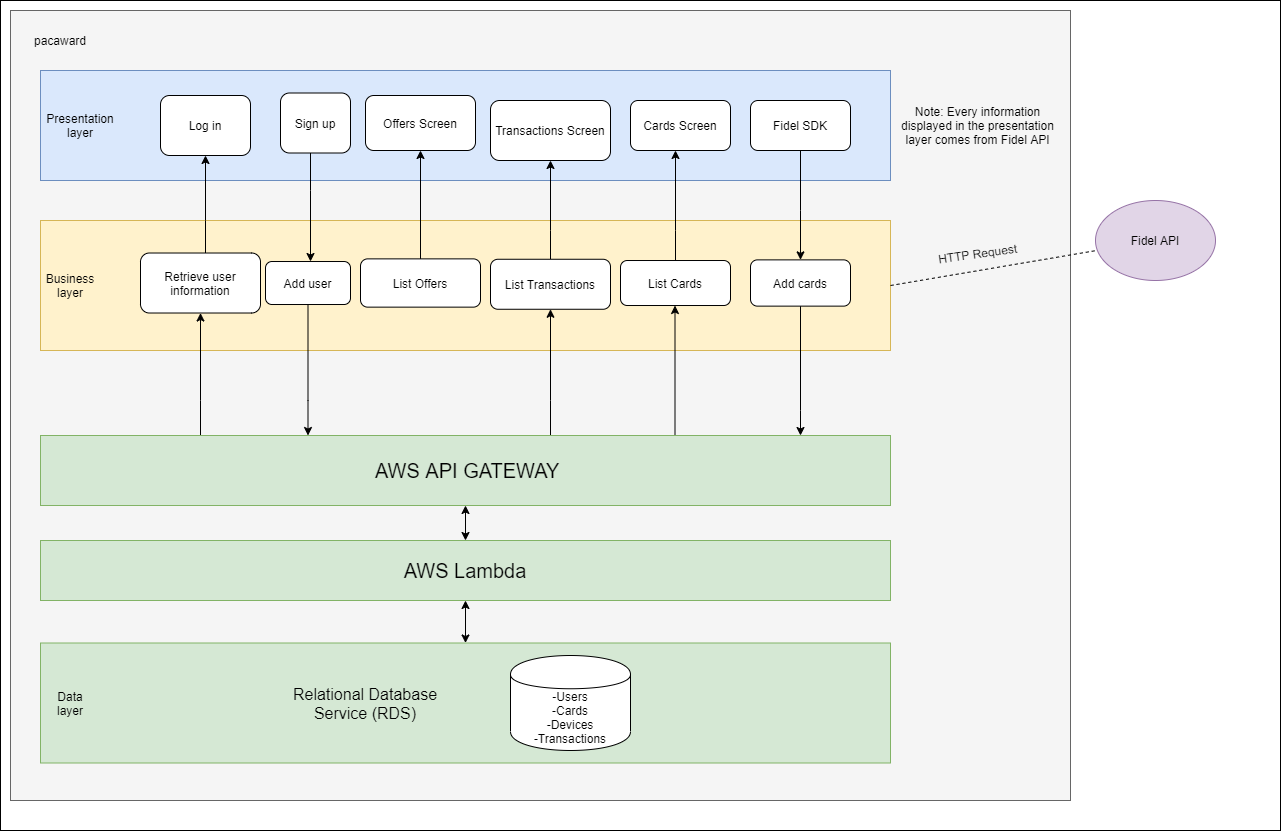 pacaward
Presentation
layer
Log in
Sign up
Offers Screen
Transactions Screen
Cards Screen
Fidel SDK
Note: Every information
displayed in the presentation
layer comes from Fidel API
Fidel API
HTTP Request
Business
layer
Retrieve user
information
Add user
List Offers
List Transactions
List Cards
Add cards
AWS API GATEWAY
AWS Lambda
Data
layer
Relational Database
Service (RDS)
-Users
-Cards
-Devices
-Transactions